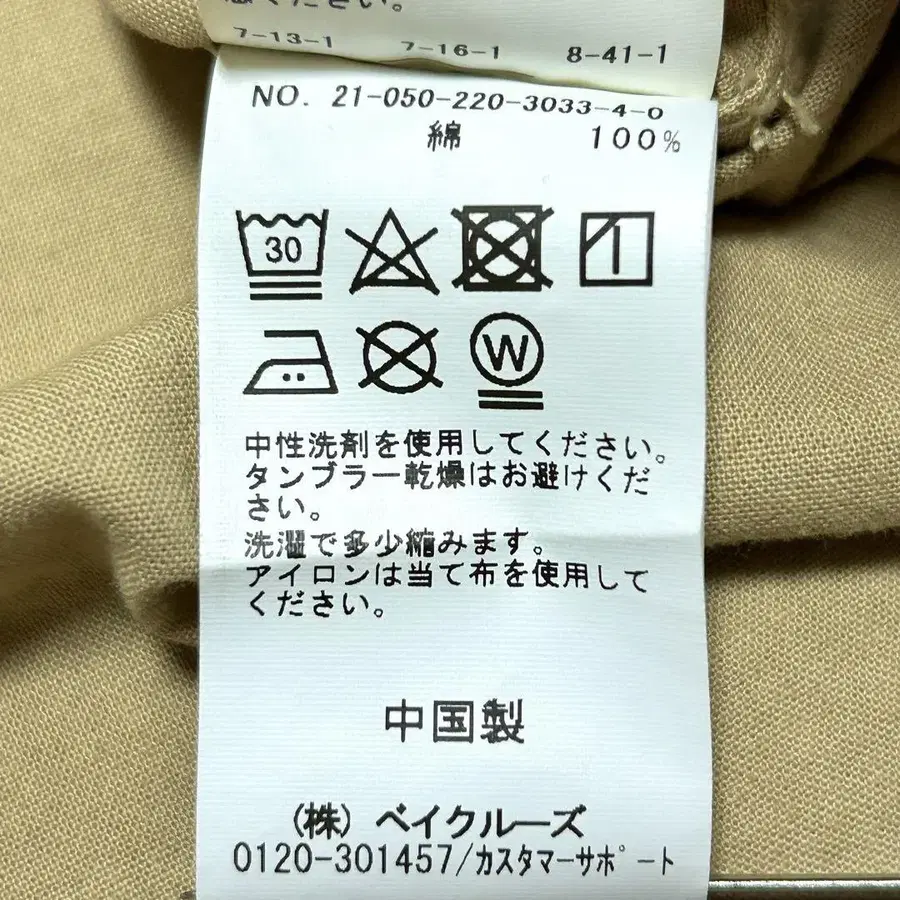 ください。
7-13-1 7-16-1 8-41-1
NO. 21-050-220-3033-4-0
綿 100%
30
W
中性洗剤を使用してください。
タンブラー乾燥はお避けくだ
さい。
洗濯で多少縮みます。
アイロンは当て布を使用して
ください。
中国製
(株) ベイクルーズ
0120-301457/カスタマーサポート